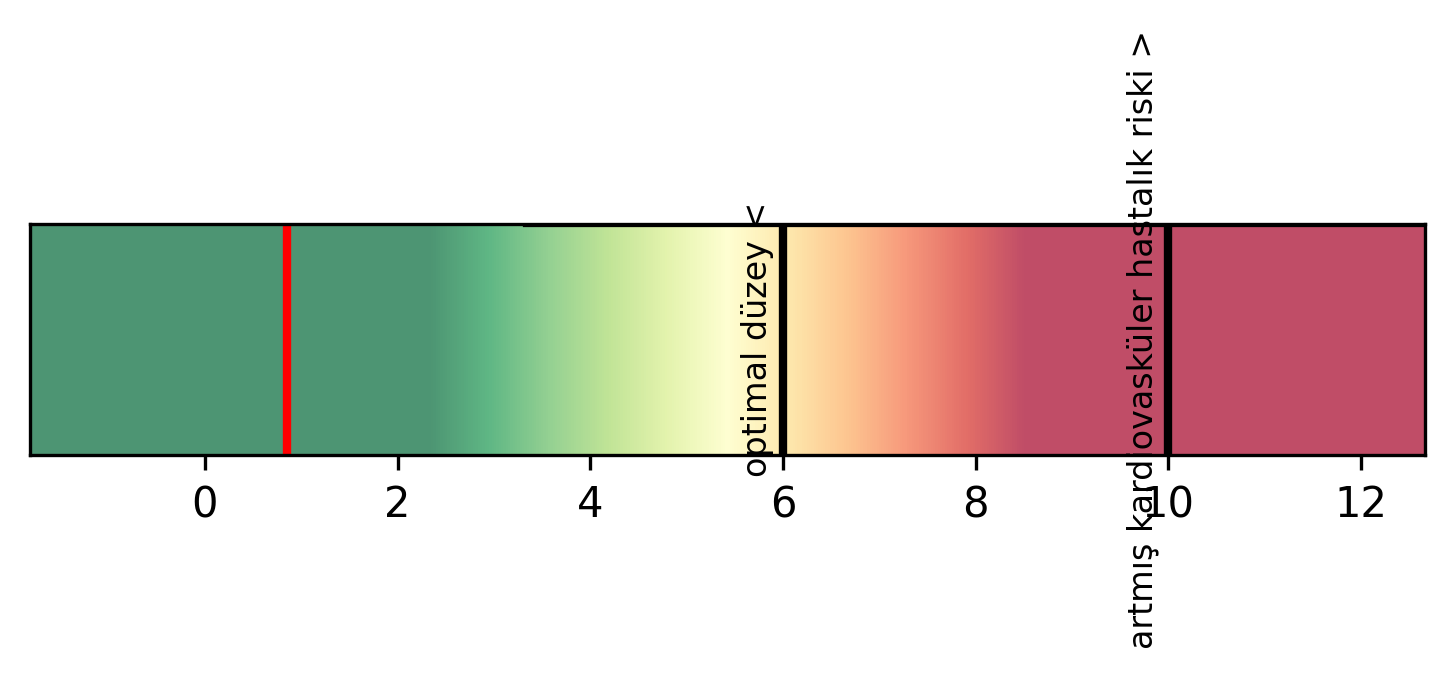 optimal düzey <
artmış kardiovasküler hastalık riski >
0 2 4 6 8 10 12